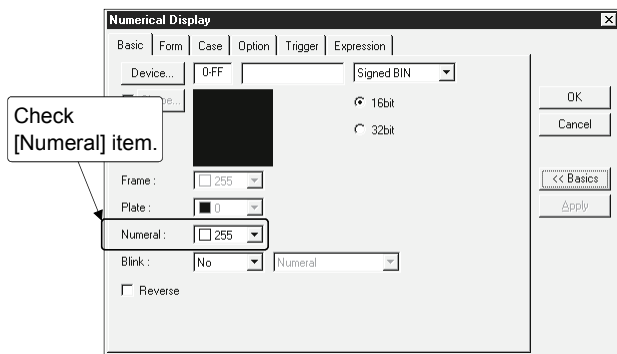 Numerical Display
Basic Form Case Option Trigger Expression
Device... 0-FF Signed BIN
16bit
OK
Check
[Numeral] item.
32bit
Cancel
Frame : 255
<< Basics
Plate : 0
Apply
Numeral : 255
Blink : No Numeral
Reverse